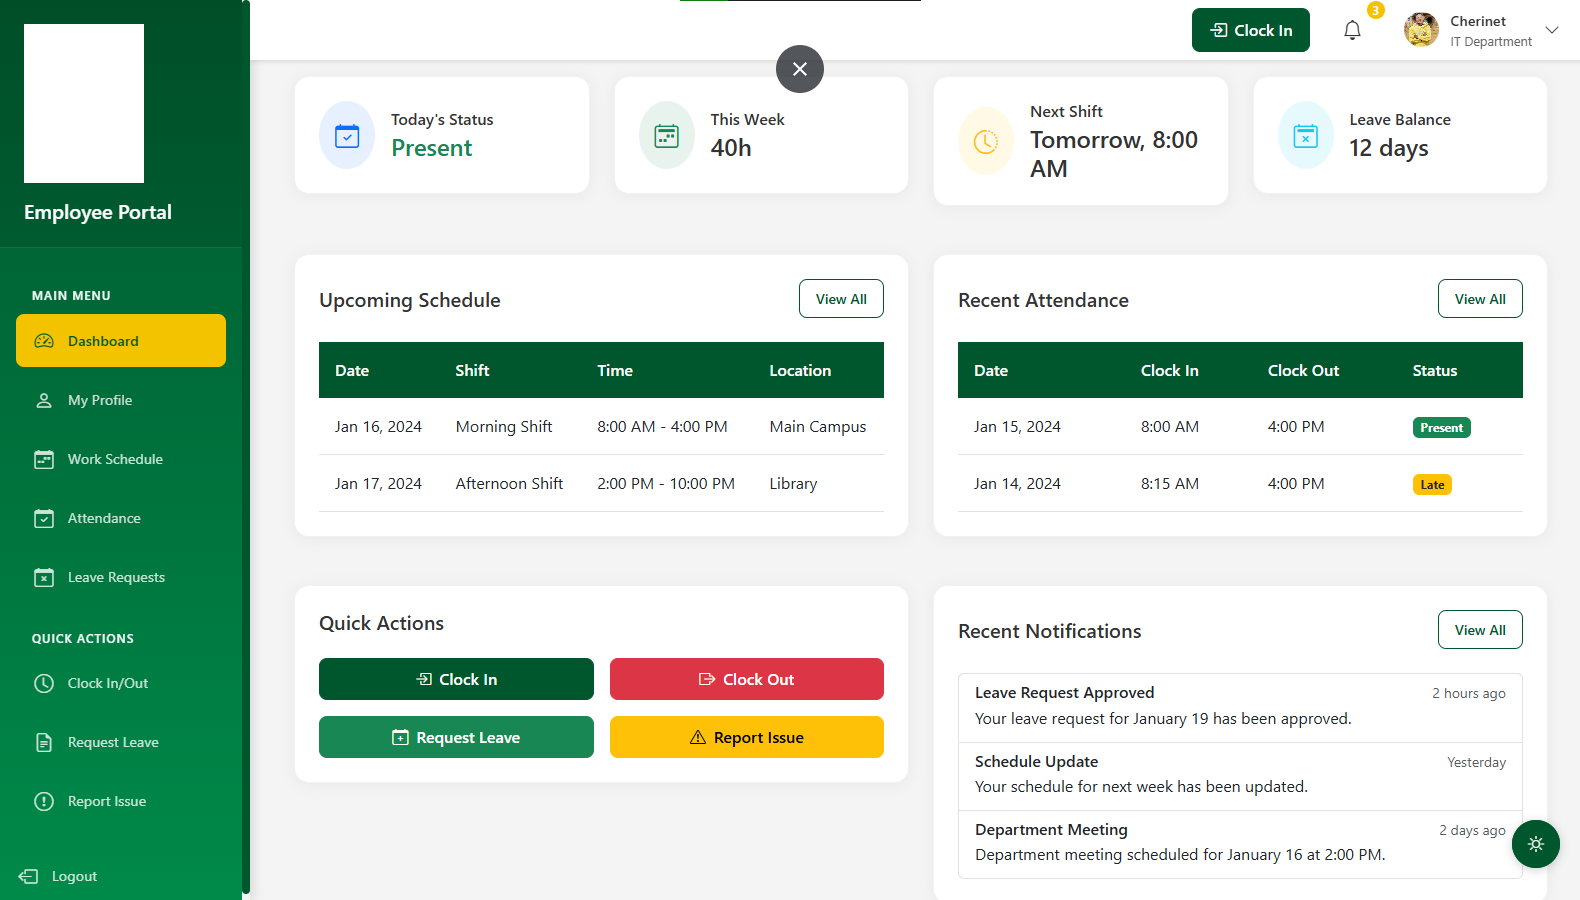 Employee Portal
MAIN MENU
Dashboard
My Profile
Work Schedule
Attendance
Leave Requests
QUICK ACTIONS
Clock In/Out
Request Leave
Report Issue
Logout
Clock In
3
Cherinet
IT Department
Today's Status
Present
This Week
40h
Next Shift
Tomorrow, 8:00
AM
Leave Balance
12 days
Upcoming Schedule
View All
Date Shift Time Location
Jan 16, 2024 Morning Shift 8:00 AM - 4:00 PM Main Campus
Jan 17, 2024 Afternoon Shift 2:00 PM - 10:00 PM Library
Recent Attendance
View All
Date Clock In Clock Out Status
Jan 15, 2024 8:00 AM 4:00 PM Present
Jan 14, 2024 8:15 AM 4:00 PM Late
Quick Actions
Clock In
Clock Out
Request Leave
Report Issue
Recent Notifications
View All
Leave Request Approved 2 hours ago
Your leave request for January 19 has been approved.
Schedule Update Yesterday
Your schedule for next week has been updated.
Department Meeting 2 days ago
Department meeting scheduled for January 16 at 2:00 PM.